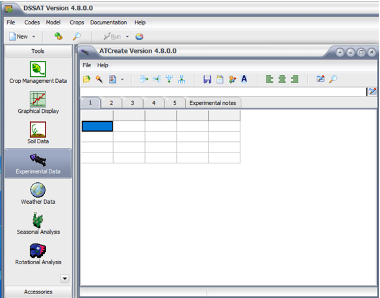 DSSAT Version 4.8.0.0
File Codes Model Crops Documentation Help
New Run
Tools
Crop Management Data
Graphical Display
Soil Data
Experimental Data
Weather Data
Seasonal Analysis
Rotational Analysis
Accessories
ATCreate Version 4.8.0.0
File Help
A
1 2 3 4 5 Experimental notes